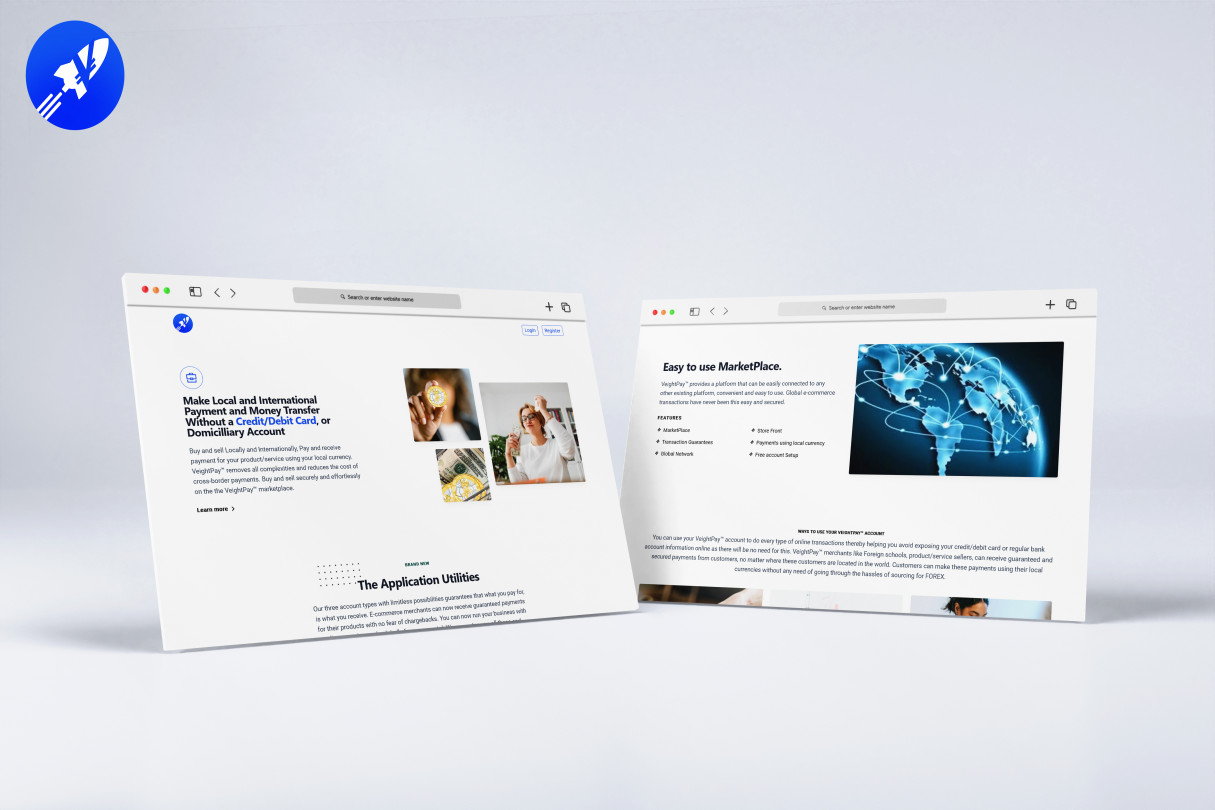 Search or enter website name
Login
Register
Make Local and International
Payment and Money Transfer
Without a Credit/Debit Card, or
Domicilliary Account
Buy and sell Locally and Internationally, Pay and receive
payment for your product/service using your local currency.
VeightPay™ removes all complexities and reduces the cost of
cross-border payments. Buy and sell securely and effortlessly
on the the VeightPay™ marketplace.
Learn more
BRAND NEW
The Application Utilities
Our three account types with limitless possibilities guarantee that what you pay for,
is what you receive. E-commerce merchants can now receive guaranteed payments
for their products with no fear of chargebacks. You can now run your business with
Search or enter website name
Easy to use MarketPlace.
VeightPay™ provides a platform that can be easily connected to any
other existing platform, convenient and easy to use. Global e-commerce
transactions have never been this easy and secured.
FEATURES
MarketPlace
Store Front
Transaction Guarantees
Payments using local currency
Global Network
Free account Setup
WAYS TO USE YOUR VEIGHTPAY™ ACCOUNT
You can use your VeightPay™ account to do every type of online transactions thereby helping you avoid exposing your credit/debit card or regular bank
account information online as there will be no need for this. VeightPay™ merchants like Foreign schools, product/service sellers, can receive guaranteed and
secured payments from customers, no matter where these customers are located in the world. Customers can make these payments using their local
currencies without any need of going through the hassles of sourcing for FOREX.